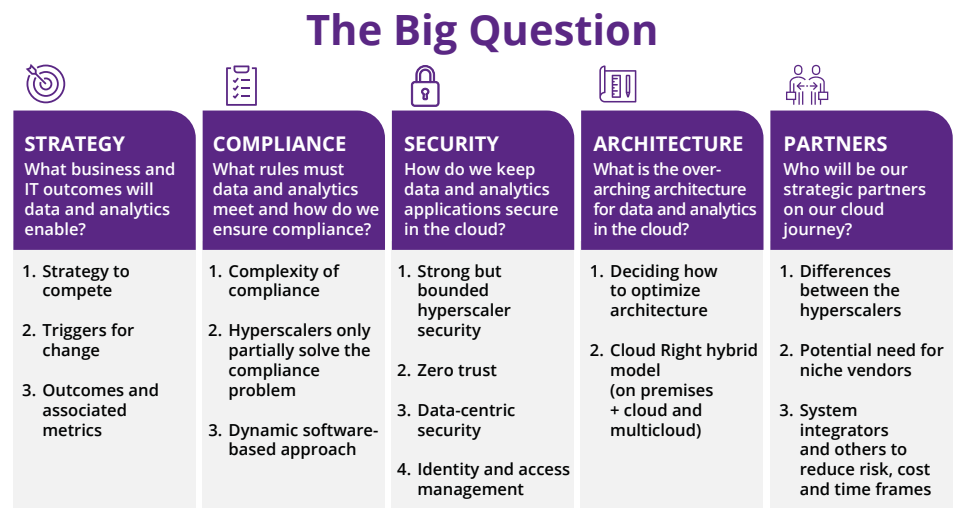 The Big Question
STRATEGY
What business and
IT outcomes will
data and analytics
enable?
1. Strategy to
compete
2. Triggers for
change
3. Outcomes and
associated
metrics
COMPLIANCE
What rules must
data and analytics
meet and how do we
ensure compliance?
1. Complexity of
compliance
2. Hyperscalers only
partially solve the
compliance
problem
3. Dynamic software-
based approach
SECURITY
How do we keep
data and analytics
applications secure
in the cloud?
1. Strong but
bounded
hyperscaler
security
2. Zero trust
3. Data-centric
security
4. Identity and access
management
ARCHITECTURE
What is the over-
arching architecture
for data and analytics
in the cloud?
1. Deciding how
to optimize
architecture
2. Cloud Right hybrid
model
(on premises
+ cloud and
multicloud)
PARTNERS
Who will be our
strategic partners
on our cloud
journey?
1. Differences
between the
hyperscalers
2. Potential need for
niche vendors
3. System
integrators
and others to
reduce risk, cost
and time frames